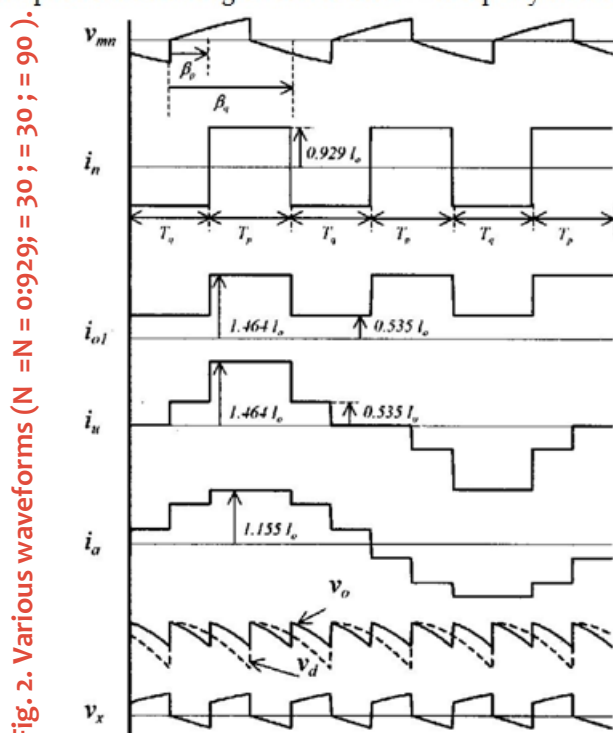 Fig. 2. Various waveforms (N =N = 0:929; = 30 ; = 30 ; = 90 ).
v_mn
β_p
β_q
i_n
0.929 I_o
T_q T_p T_q T_p T_q T_p
i_o1
1.464 I_o
0.535 I_o
i_u
1.464 I_o
0.535 I_o
i_a
1.155 I_o
v_o
v_d
v_x